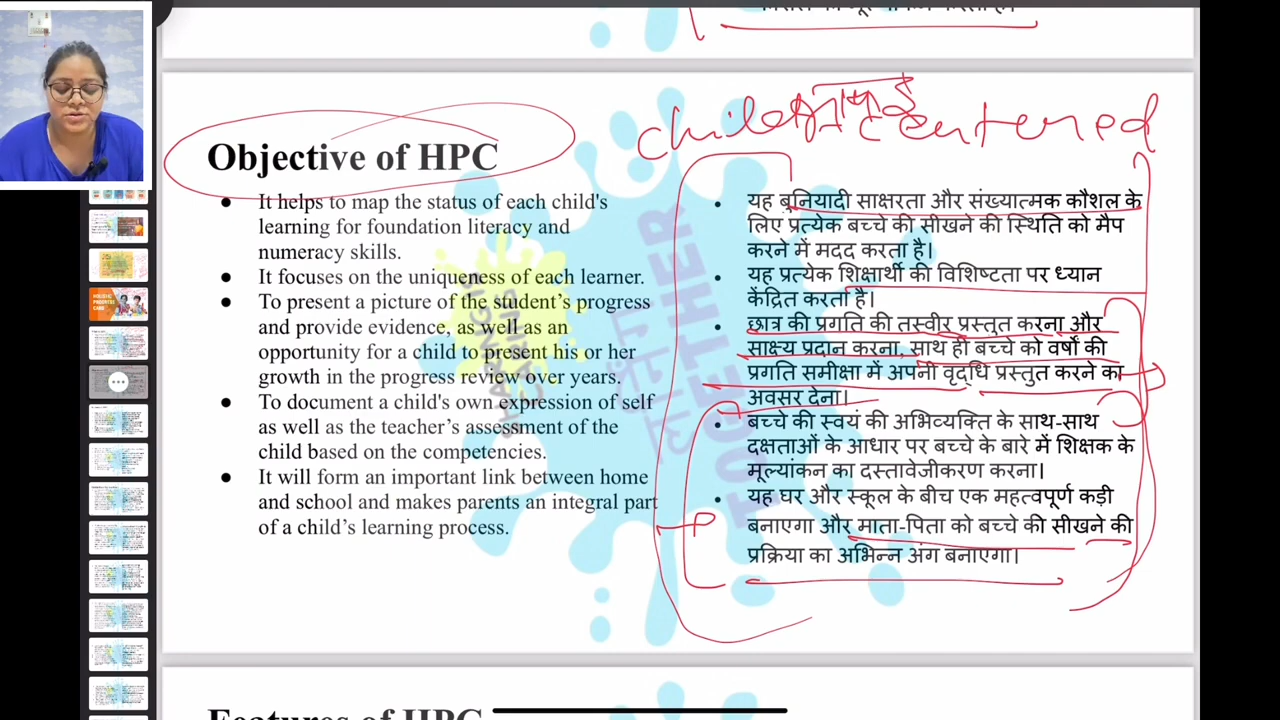 Child centered
Objective of HPC
● It helps to map the status of each child's
learning for foundation literacy and
numeracy skills.
● It focuses on the uniqueness of each learner.
● To present a picture of the student’s progress
and provide evidence, as well as an
opportunity for a child to present his or her
growth in the progress review over years.
● To document a child's own expression of self
as well as the teacher’s assessment of the
child based on the competencies.
● It will form an important link between home
and school and makes parents an integral part
of a child’s learning process.
• यह बुनियादी साक्षरता और संख्यात्मक कौशल के
लिए प्रत्येक बच्चे की सीखने की स्थिति को मैप
करने में मदद करता है।
• यह प्रत्येक शिक्षार्थी की विशिष्टता पर ध्यान
केंद्रित करता है।
• छात्र की प्रगति की तस्वीर प्रस्तुत करना और
साक्ष्य प्रदान करना, साथ ही बच्चे को वर्षों की
प्रगति समीक्षा में अपनी वृद्धि प्रस्तुत करने का
अवसर देना।
• बच्चे की स्वयं की अभिव्यक्ति के साथ-साथ
दक्षताओं के आधार पर बच्चे के बारे में शिक्षक के
मूल्यांकन का दस्तावेजीकरण करना।
• यह घर और स्कूल के बीच एक महत्वपूर्ण कड़ी
बनाएगा और माता-पिता को बच्चे की सीखने की
प्रक्रिया का अभिन्न अंग बनाएगा।
Features of HPC